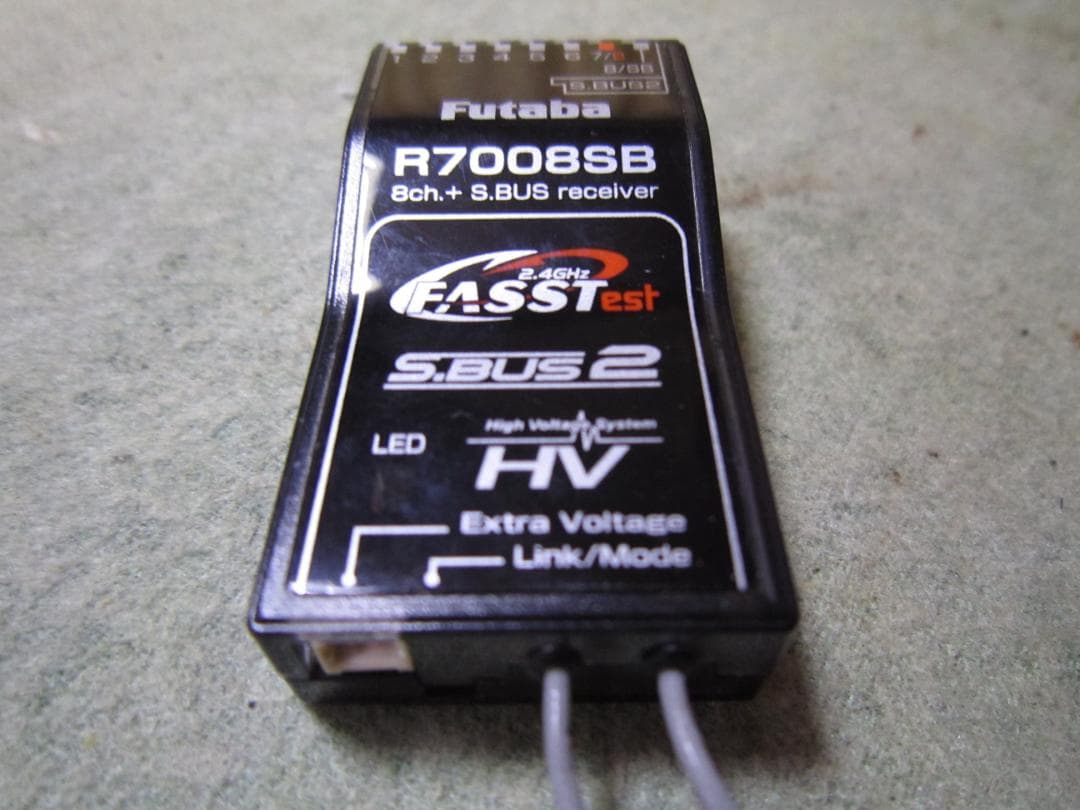 1 2 3 4 5 6 7/B
8/SB
S.BUS2
Futaba
R7008SB
8ch.+ S.BUS receiver
2.4GHz
FASSTest
S.BUS2
High Voltage System
LED
HV
Extra Voltage
Link/Mode